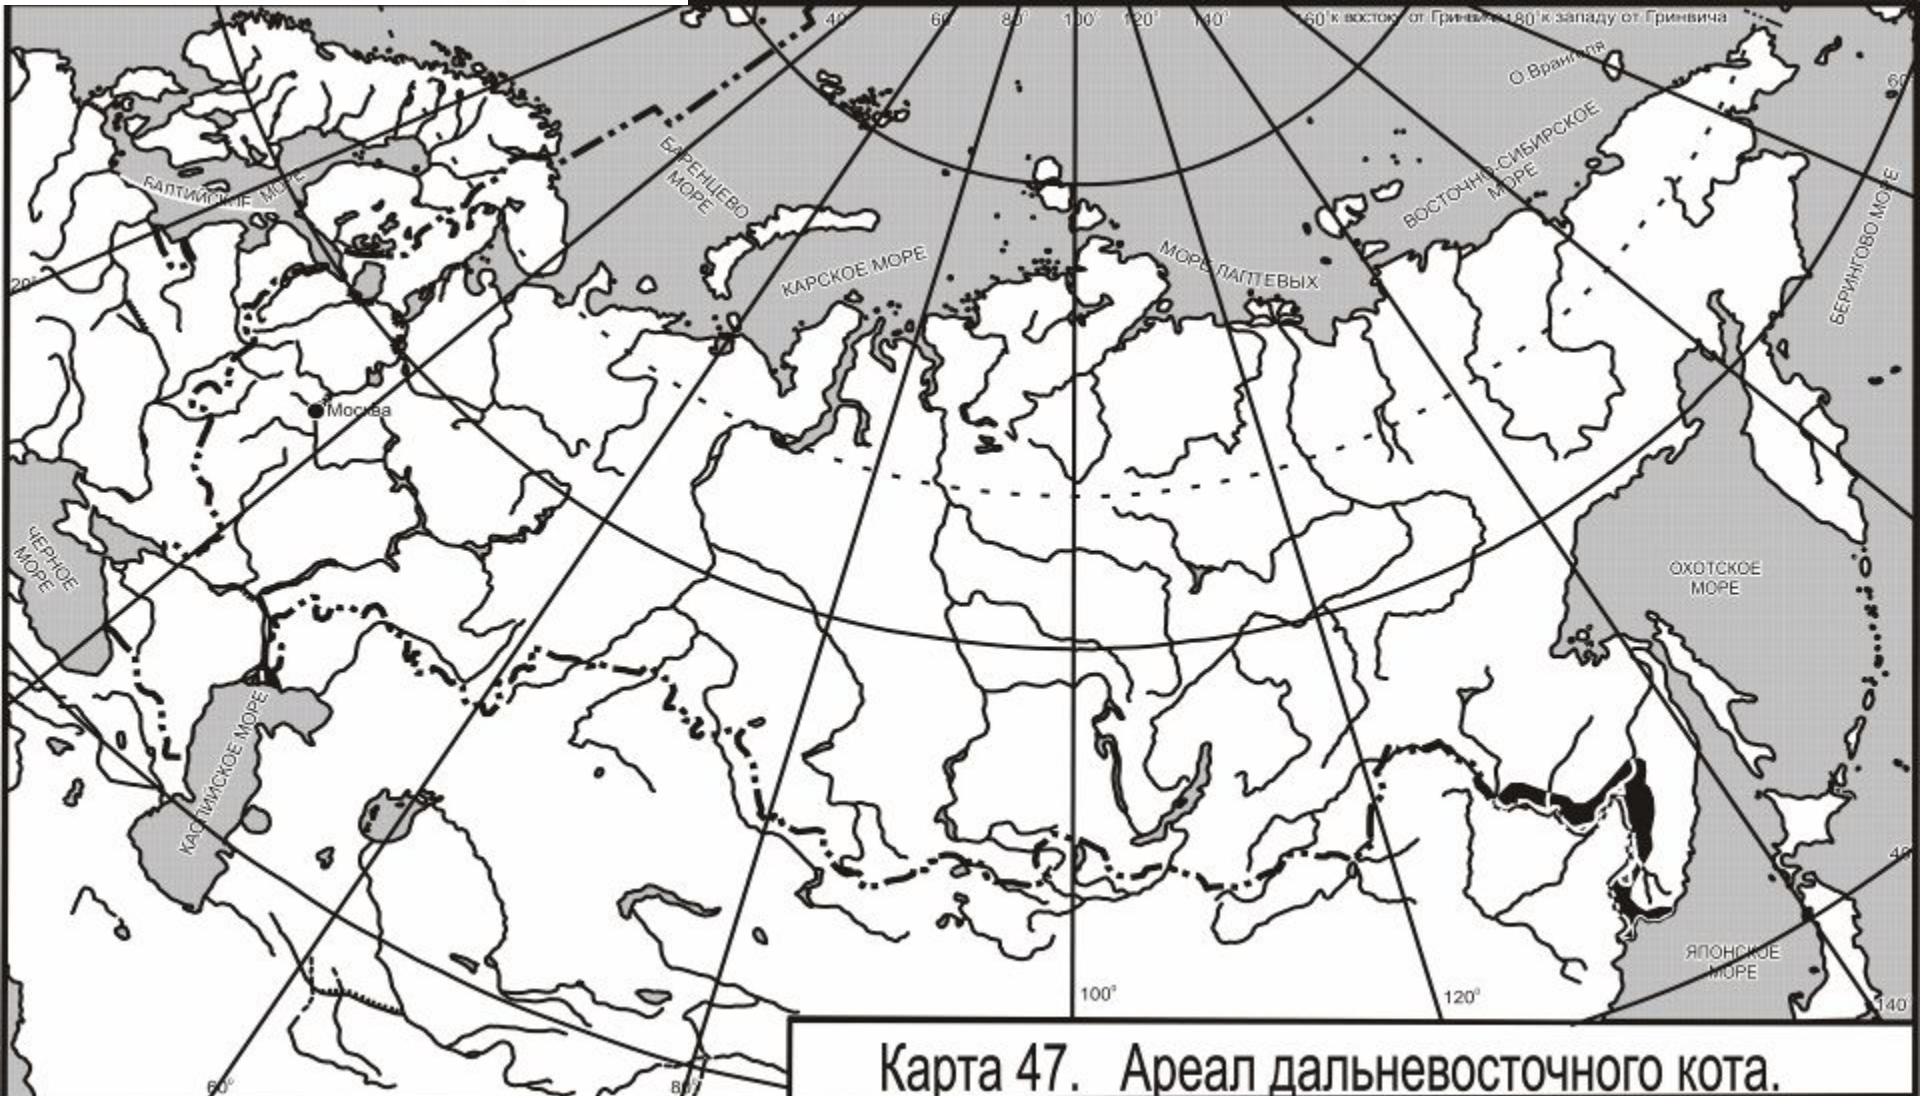 40°
60°
80°
100°
120°
140°
160° к востоку от Гринвича
180° к западу от Гринвича
О.Врангеля
60
БАРЕНЦЕВО
МОРЕ
ВОСТОЧНО-СИБИРСКОЕ
МОРЕ
БАЛТИЙСКОЕ МОРЕ
КАРСКОЕ МОРЕ
МОРЕ ЛАПТЕВЫХ
БЕРИНГОВО МОРЕ
20°
Москва
ЧЕРНОЕ
МОРЕ
ОХОТСКОЕ
МОРЕ
КАСПИЙСКОЕ МОРЕ
40
ЯПОНСКОЕ
МОРЕ
100°
120°
140°
60°
80°
Карта 47. Ареал дальневосточного кота.